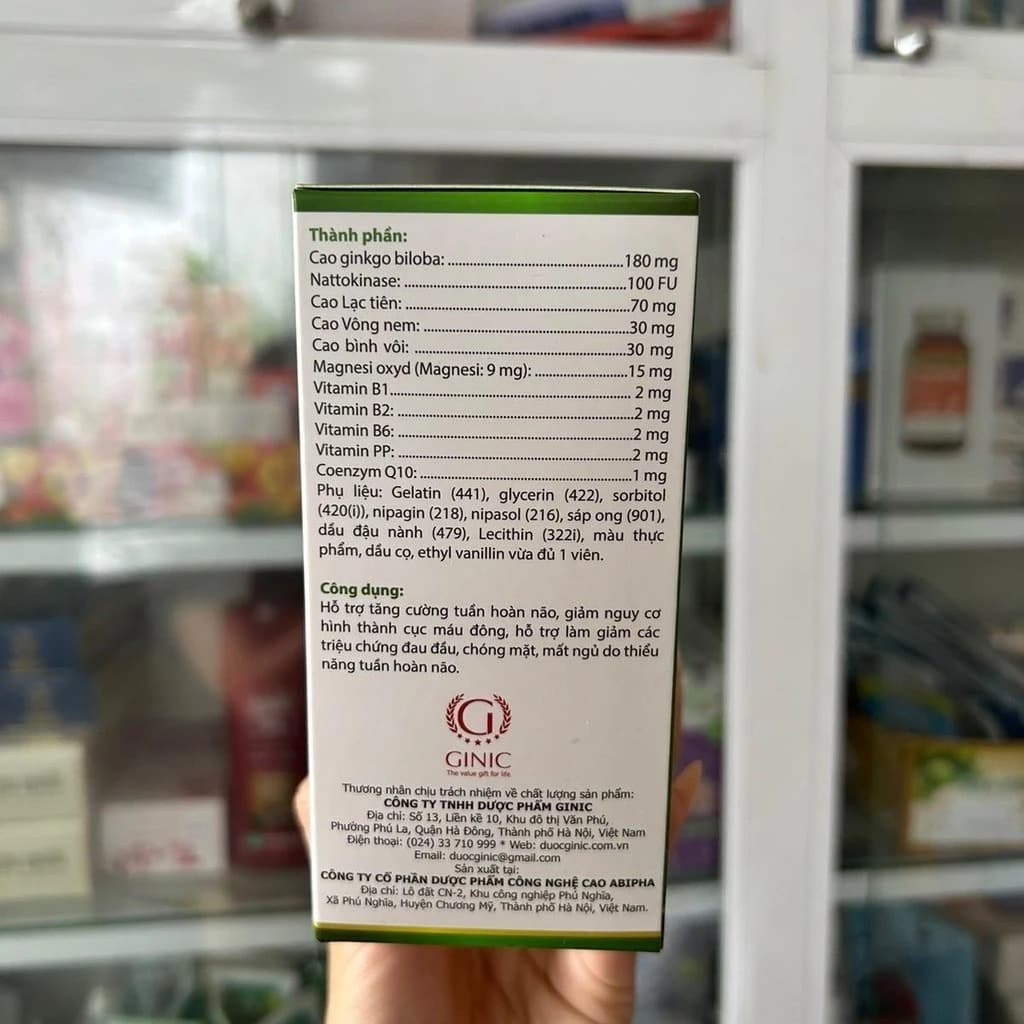 Thành phần:
Cao ginkgo biloba: ........................................180 mg
Nattokinase: ...................................................100 FU
Cao Lạc tiên: ...................................................70 mg
Cao Vông nem: ...............................................30 mg
Cao bình vôi: .................................................30 mg
Magnesi oxyd (Magnesi: 9 mg): .....................15 mg
Vitamin B1....................................................... 2 mg
Vitamin B2: ......................................................2 mg
Vitamin B6: ......................................................2 mg
Vitamin PP: ......................................................2 mg
Coenzym Q10: .................................................1 mg
Phụ liệu: Gelatin (441), glycerin (422), sorbitol
(420(i)), nipagin (218), nipasol (216), sáp ong (901),
dầu đậu nành (479), Lecithin (322i), màu thực
phẩm, dầu cọ, ethyl vanillin vừa đủ 1 viên.
Công dụng:
Hỗ trợ tăng cường tuần hoàn não, giảm nguy cơ
hình thành cục máu đông, hỗ trợ làm giảm các
triệu chứng đau đầu, chóng mặt, mất ngủ do thiểu
năng tuần hoàn não.
G
GINIC
The value gift for life
Thương nhân chịu trách nhiệm về chất lượng sản phẩm:
CÔNG TY TNHH DƯỢC PHẨM GINIC
Địa chỉ: Số 13, Liền kề 10, Khu đô thị Văn Phú,
Phường Phú La, Quận Hà Đông, Thành phố Hà Nội, Việt Nam
Điện thoại: (024) 33 710 999 * Web: duocginic.com.vn
Email: duocginic@gmail.com
Sản xuất tại:
CÔNG TY CỔ PHẦN DƯỢC PHẨM CÔNG NGHỆ CAO ABIPHA
Địa chỉ: Lô đất CN-2, Khu công nghiệp Phú Nghĩa,
Xã Phú Nghĩa, Huyện Chương Mỹ, Thành phố Hà Nội, Việt Nam.